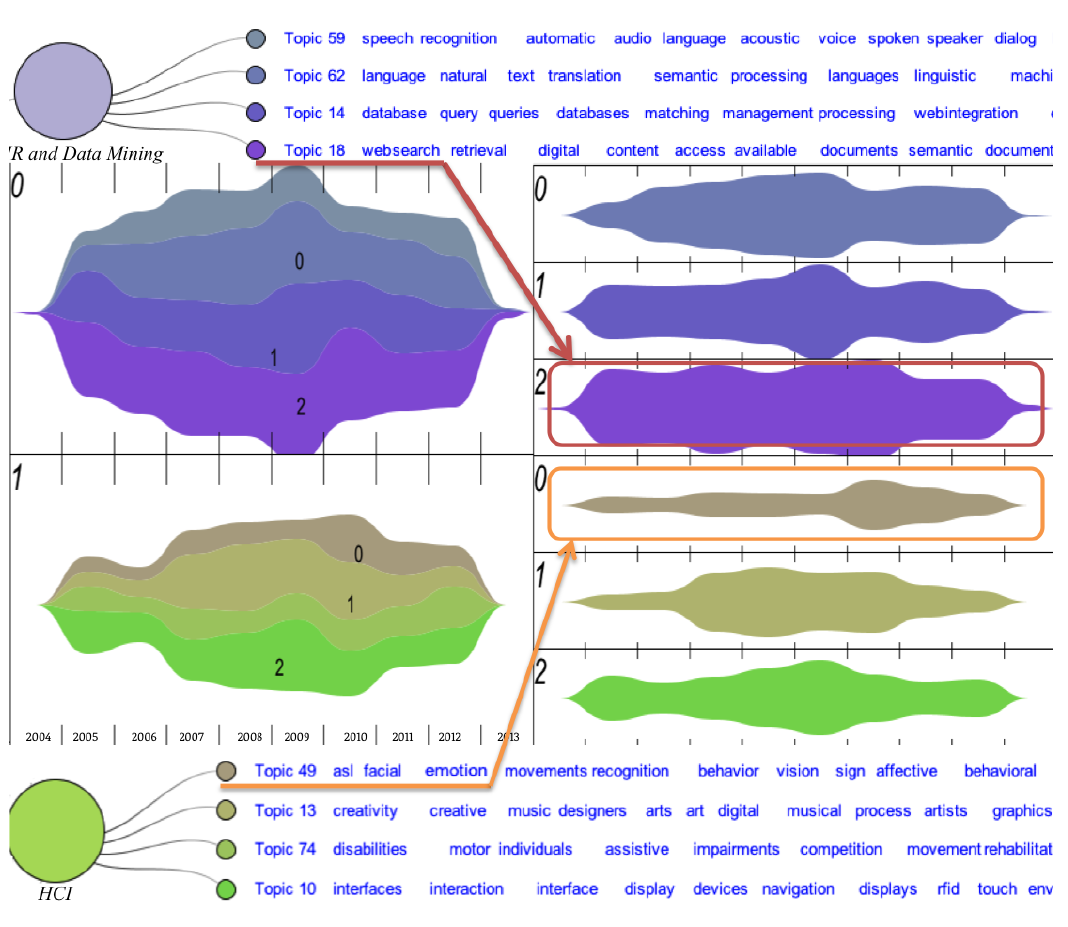 Topic 59 speech recognition automatic audio language acoustic voice spoken speaker dialog
Topic 62 language natural text translation semantic processing languages linguistic machi
Topic 14 database query queries databases matching management processing webintegration
Topic 18 websearch retrieval digital content access available documents semantic document
R and Data Mining
0
0
1
2
0
1
2
1
0
1
2
0
1
2
2004 2005 2006 2007 2008 2009 2010 2011 2012 2013
Topic 49 asl facial emotion movements recognition behavior vision sign affective behavioral
Topic 13 creativity creative music designers arts art digital musical process artists graphics
Topic 74 disabilities motor individuals assistive impairments competition movement rehabilitat
Topic 10 interfaces interaction interface display devices navigation displays rfid touch env
HCI